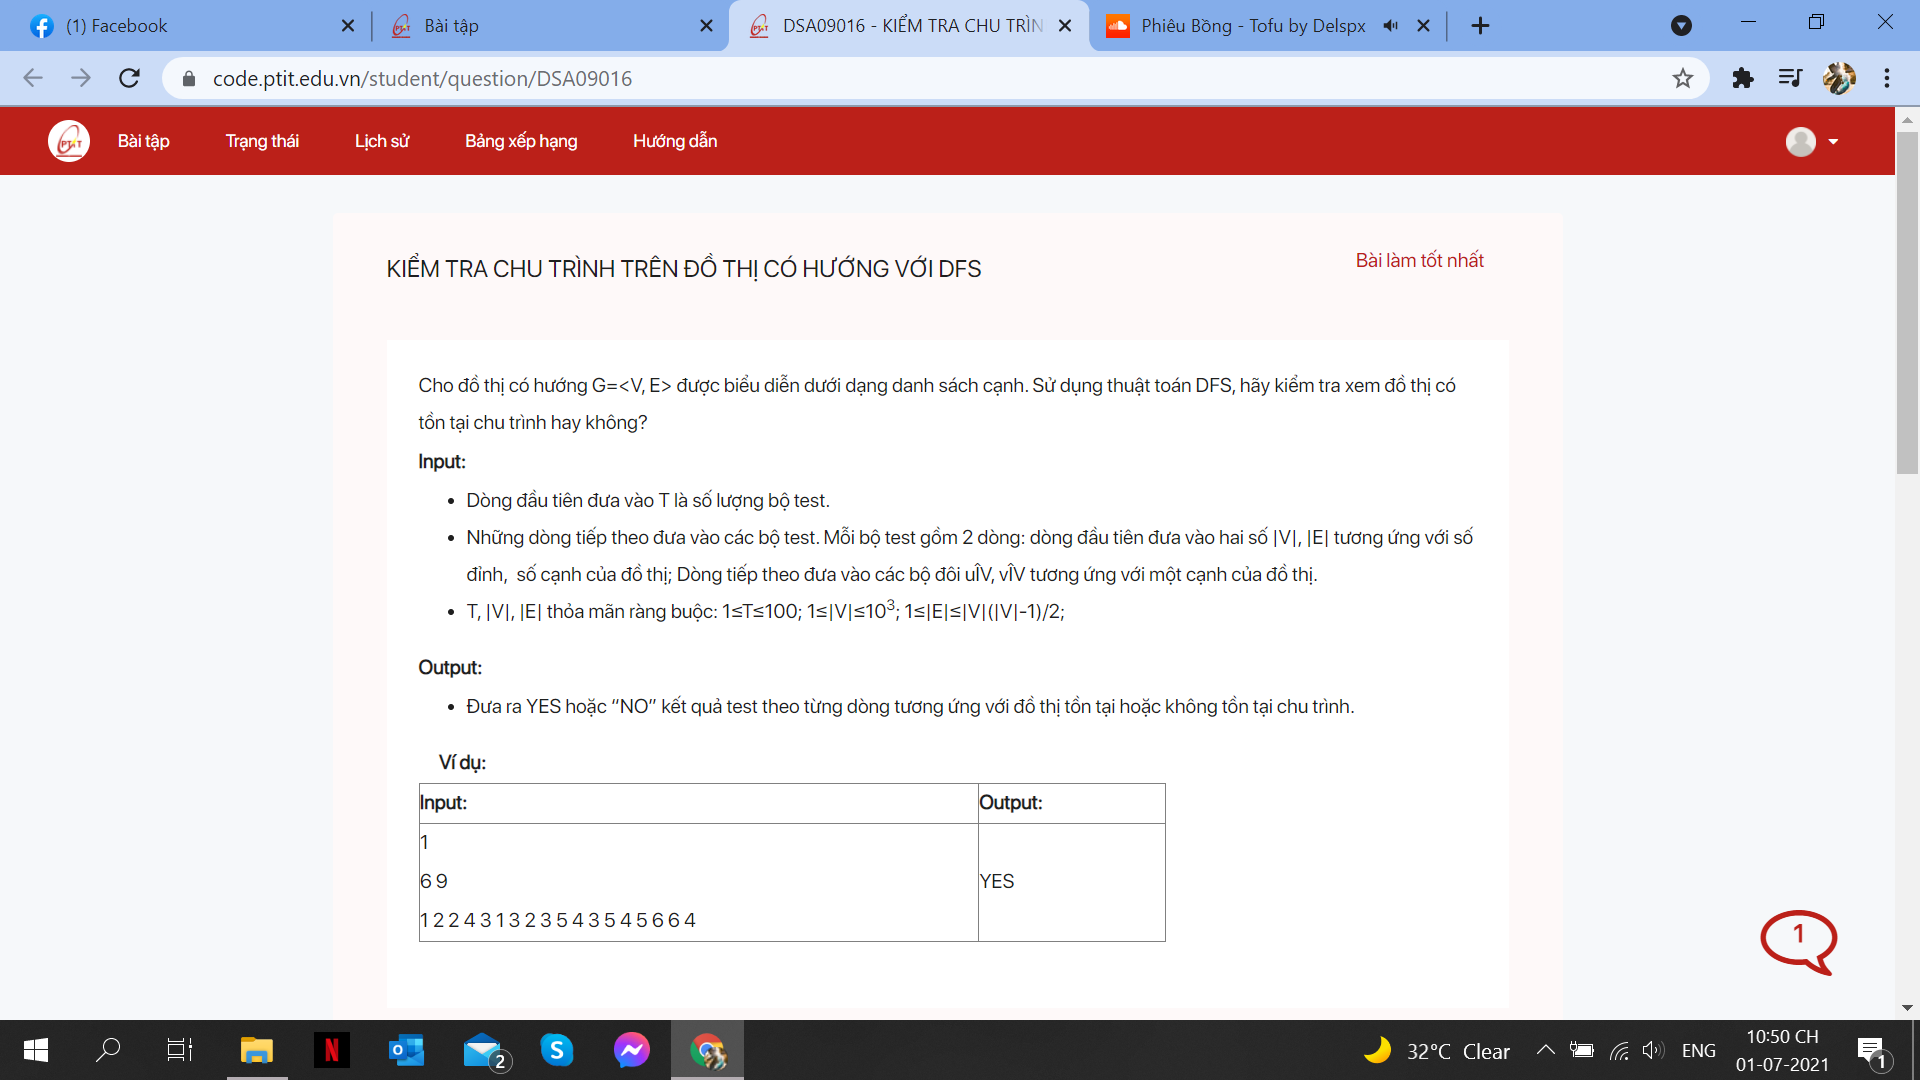 (1) Facebook
Bài tập
DSA09016 - KIỂM TRA CHU TRÌN
Phiêu Bồng - Tofu by Delspx
code.ptit.edu.vn/student/question/DSA09016
PTIT
Bài tập
Trạng thái
Lịch sử
Bảng xếp hạng
Hướng dẫn
KIỂM TRA CHU TRÌNH TRÊN ĐỒ THỊ CÓ HƯỚNG VỚI DFS
Bài làm tốt nhất
Cho đồ thị có hướng G=<V, E> được biểu diễn dưới dạng danh sách cạnh. Sử dụng thuật toán DFS, hãy kiểm tra xem đồ thị có
tồn tại chu trình hay không?
Input:
• Dòng đầu tiên đưa vào T là số lượng bộ test.
• Những dòng tiếp theo đưa vào các bộ test. Mỗi bộ test gồm 2 dòng: dòng đầu tiên đưa vào hai số |V|, |E| tương ứng với số
đỉnh, số cạnh của đồ thị; Dòng tiếp theo đưa vào các bộ đôi uÎV, vÎV tương ứng với một cạnh của đồ thị.
• T, |V|, |E| thỏa mãn ràng buộc: 1≤T≤100; 1≤|V|≤10³; 1≤|E|≤|V|(|V|-1)/2;
Output:
• Đưa ra YES hoặc “NO” kết quả test theo từng dòng tương ứng với đồ thị tồn tại hoặc không tồn tại chu trình.
Ví dụ:
Input:
Output:
1
6 9
YES
1 2 2 4 3 1 3 2 3 5 4 3 5 4 5 6 6 4
1
2
32°C Clear
ENG
10:50 CH
01-07-2021
1